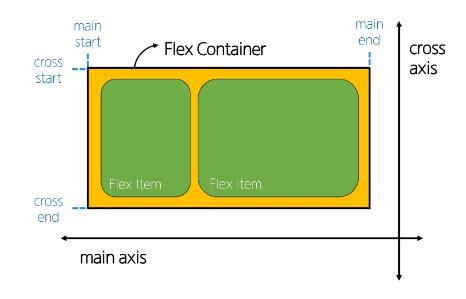 main
start
main
end
Flex Container
cross
axis
cross
start
Flex Item
Flex Item
cross
end
main axis